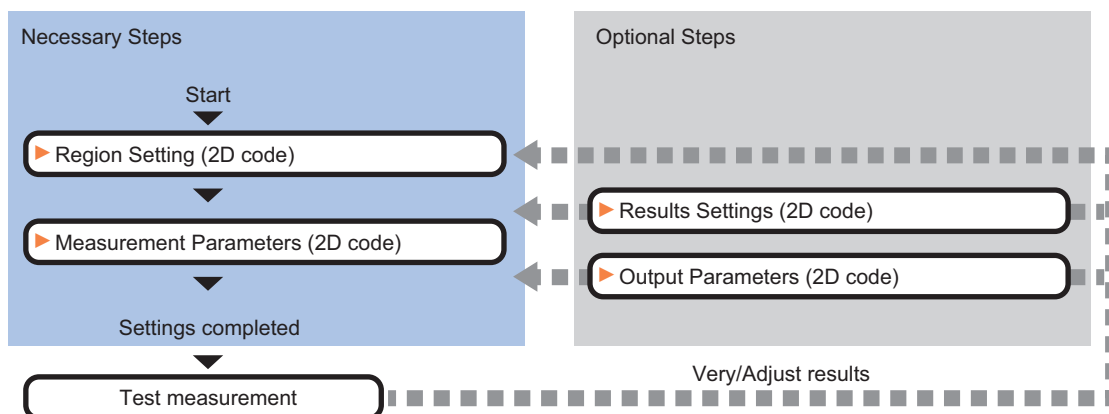 Necessary Steps
Start
Region Setting (2D code)
Measurement Parameters (2D code)
Settings completed
Test measurement
Optional Steps
Results Settings (2D code)
Output Parameters (2D code)
Very/Adjust results